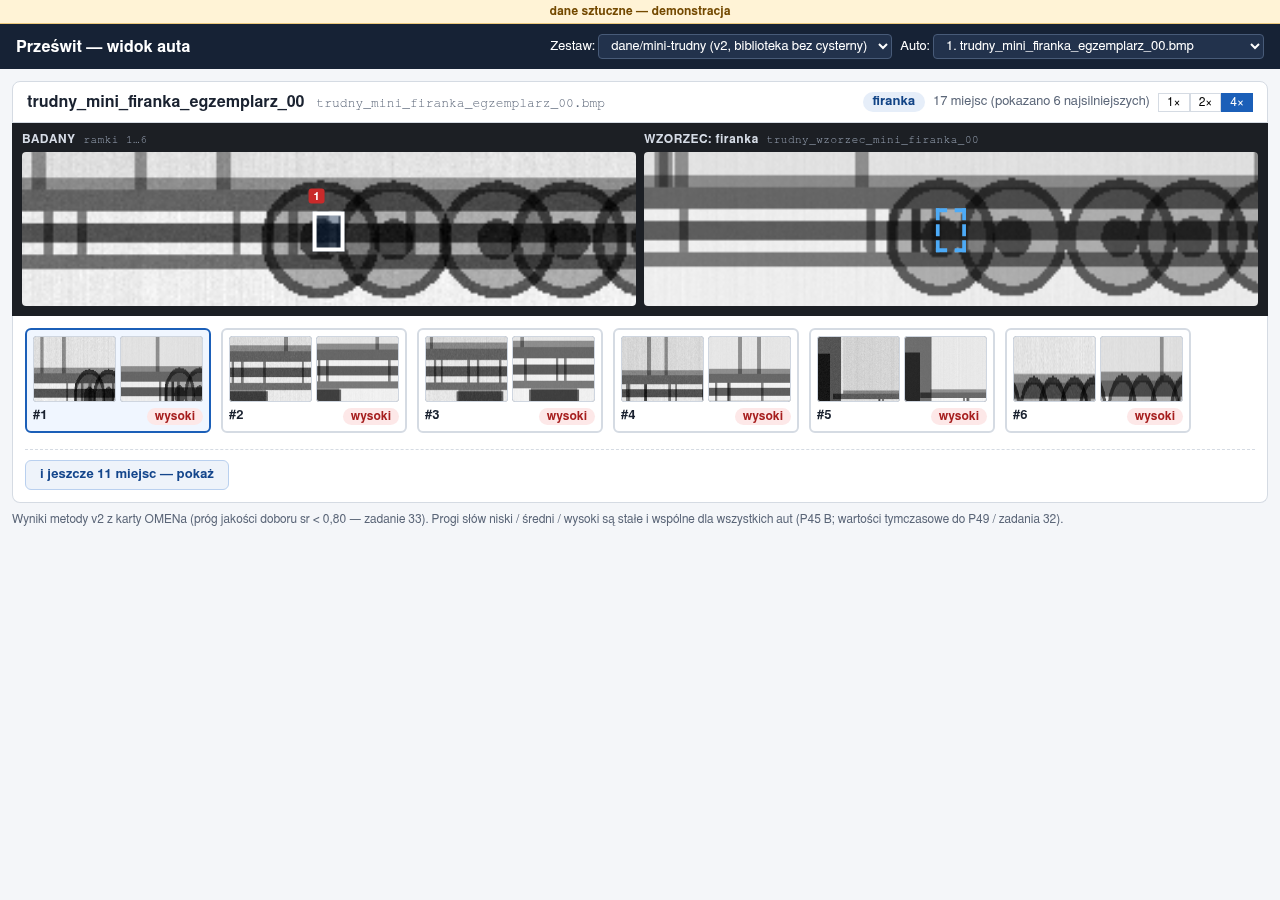 dane sztuczne — demonstracja
Prześwit — widok auta
Zestaw: dane/mini-trudny (v2, biblioteka bez cysterny) Auto: 1. trudny_mini_firanka_egzemplarz_00.bmp
trudny_mini_firanka_egzemplarz_00 trudny_mini_firanka_egzemplarz_00.bmp firanka 17 miejsc (pokazano 6 najsilniejszych) 1× 2× 4×
BADANY ramki 1…6 WZORZEC: firanka trudny_wzorzec_mini_firanka_00
1
#1 wysoki #2 wysoki #3 wysoki #4 wysoki #5 wysoki #6 wysoki
i jeszcze 11 miejsc — pokaż
Wyniki metody v2 z karty OMENa (próg jakości doboru sr < 0,80 — zadanie 33). Progi słów niski / średni / wysoki są stałe i wspólne dla wszystkich aut (P45 B; wartości tymczasowe do P49 / zadania 32).